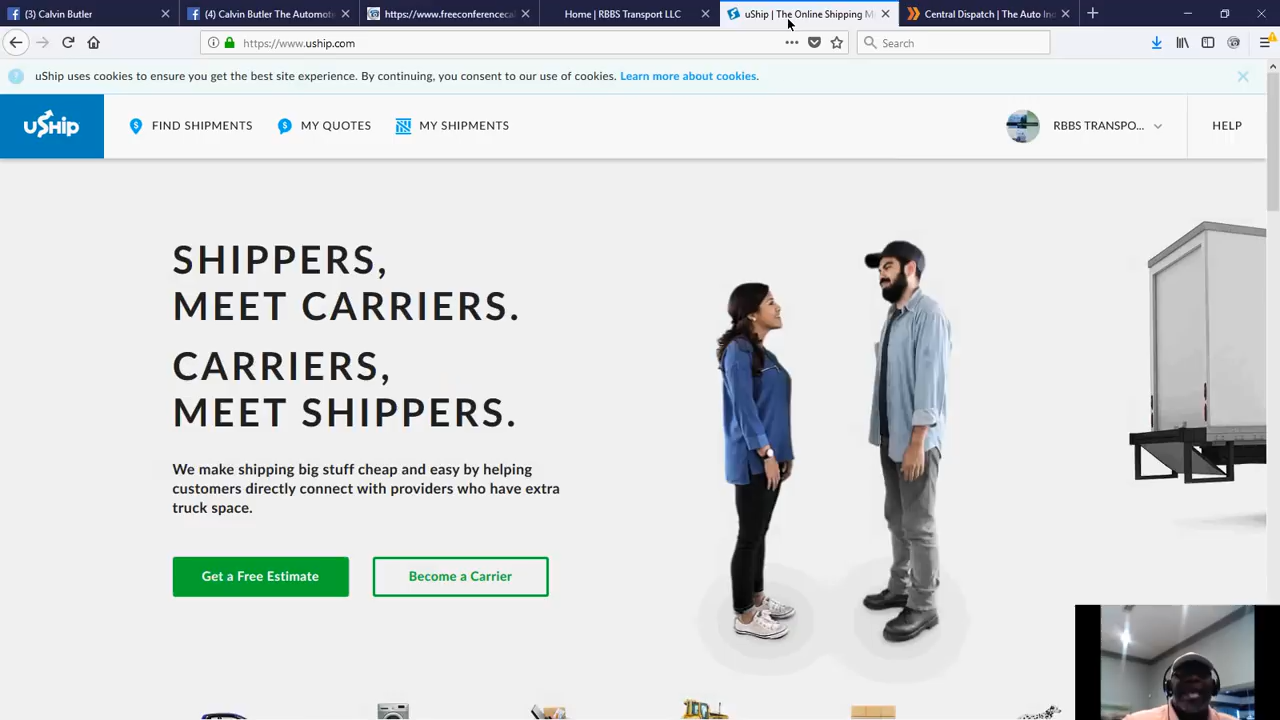 (3) Calvin Butler
(4) Calvin Butler The Automot
https://www.freeconferenceca
Home | RBBS Transport LLC
uShip | The Online Shipping M
Central Dispatch | The Auto In
https://www.uship.com
Search
uShip uses cookies to ensure you get the best site experience. By continuing, you consent to our use of cookies. Learn more about cookies.
uShip
FIND SHIPMENTS
MY QUOTES
MY SHIPMENTS
RBBS TRANSPO...
HELP
SHIPPERS,
MEET CARRIERS.
CARRIERS,
MEET SHIPPERS.
We make shipping big stuff cheap and easy by helping
customers directly connect with providers who have extra
truck space.
Get a Free Estimate
Become a Carrier